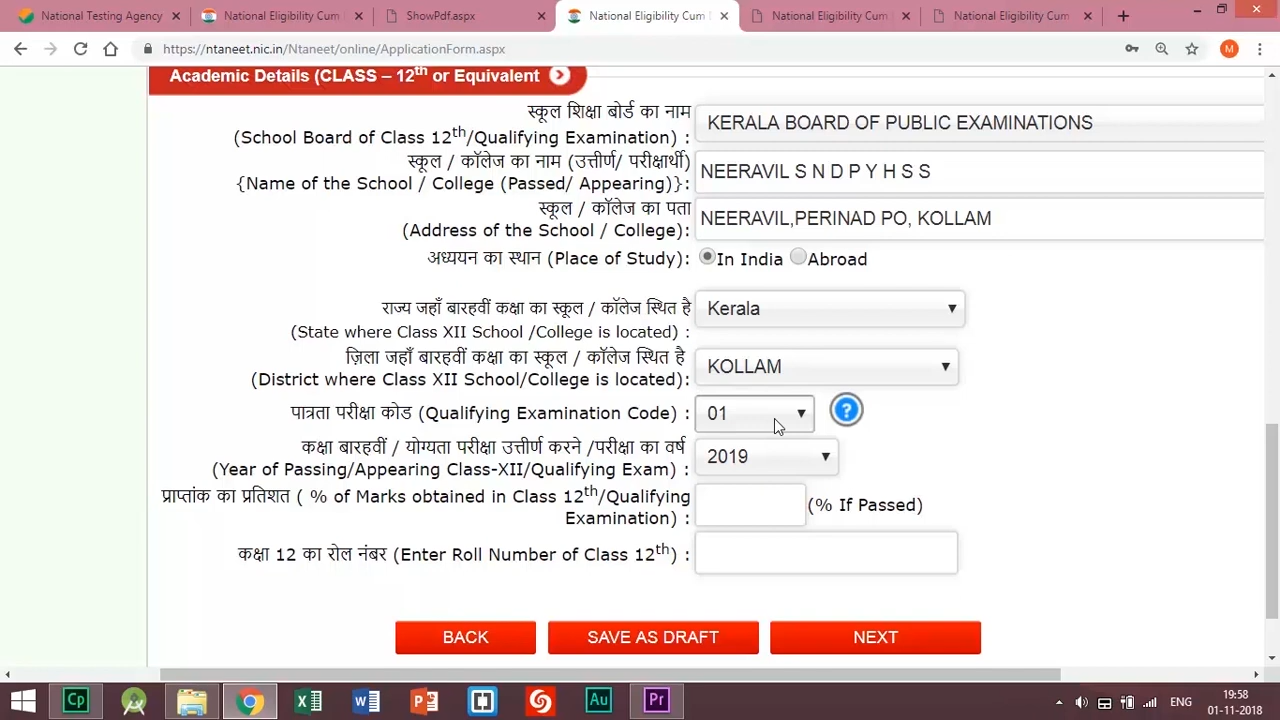 National Testing Agency
National Eligibility Cum
ShowPdf.aspx
National Eligibility Cum
National Eligibility Cum
National Eligibility Cum
https://ntaneet.nic.in/Ntaneet/online/ApplicationForm.aspx
M
Academic Details (CLASS – 12th or Equivalent
स्कूल शिक्षा बोर्ड का नाम
(School Board of Class 12th/Qualifying Examination) :
KERALA BOARD OF PUBLIC EXAMINATIONS
स्कूल / कॉलेज का नाम (उत्तीर्ण/ परीक्षार्थी)
{Name of the School / College (Passed/ Appearing)}:
NEERAVIL S N D P Y H S S
स्कूल / कॉलेज का पता
(Address of the School / College):
NEERAVIL,PERINAD PO, KOLLAM
अध्ययन का स्थान (Place of Study): In India Abroad
राज्य जहाँ बारहवीं कक्षा का स्कूल / कॉलेज स्थित है
(State where Class XII School /College is located) :
Kerala
ज़िला जहाँ बारहवीं कक्षा का स्कूल / कॉलेज स्थित है
(District where Class XII School/College is located):
KOLLAM
पात्रता परीक्षा कोड (Qualifying Examination Code) : 01 ?
कक्षा बारहवीं / योग्यता परीक्षा उत्तीर्ण करने /परीक्षा का वर्ष
(Year of Passing/Appearing Class-XII/Qualifying Exam) :
2019
प्राप्तांक का प्रतिशत ( % of Marks obtained in Class 12th/Qualifying
Examination) :
(% If Passed)
कक्षा 12 का रोल नंबर (Enter Roll Number of Class 12th) :
BACK SAVE AS DRAFT NEXT
Cp
Au
Pr
ENG
19:58
01-11-2018